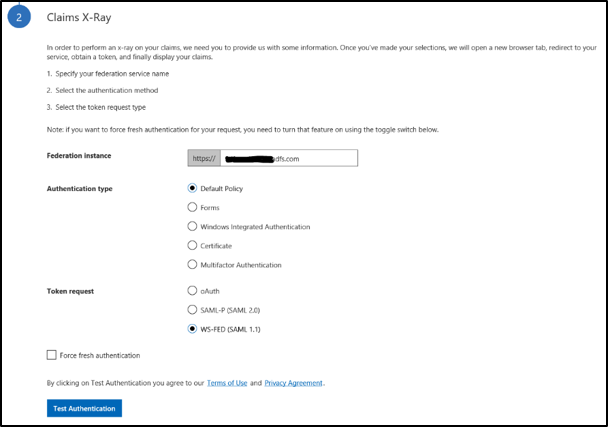 2
Claims X-Ray
In order to perform an x-ray on your claims, we need you to provide us with some information. Once you've made your selections, we will open a new browser tab, redirect to your
service, obtain a token, and finally display your claims.
1. Specify your federation service name
2. Select the authentication method
3. Select the token request type
Note: if you want to force fresh authentication for your request, you need to turn that feature on using the toggle switch below.
Federation instance
https:// dfs.com
Authentication type
Default Policy
Forms
Windows Integrated Authentication
Certificate
Multifactor Authentication
Token request
oAuth
SAML-P (SAML 2.0)
WS-FED (SAML 1.1)
Force fresh authentication
By clicking on Test Authentication you agree to our Terms of Use and Privacy Agreement.
Test Authentication